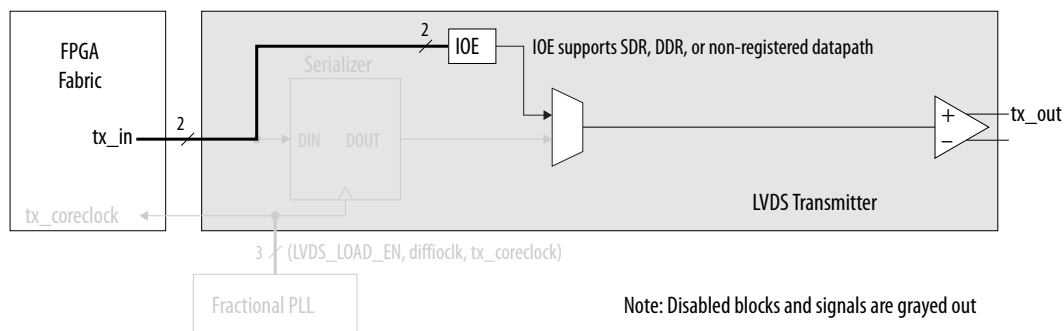 FPGA
Fabric
2
IOE
IOE supports SDR, DDR, or non-registered datapath
Serializer
tx_in
2
DIN
DOUT
+
–
tx_out
tx_coreclock
LVDS Transmitter
3
(LVDS_LOAD_EN, diffioclk, tx_coreclock)
Fractional PLL
Note: Disabled blocks and signals are grayed out